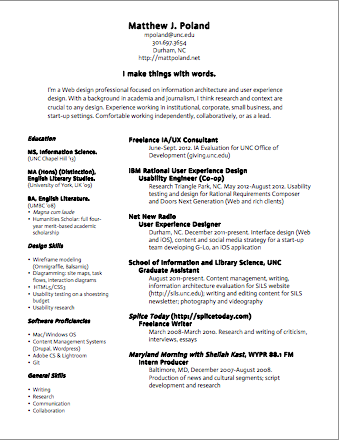 Matthew J. Poland
mpoland@unc.edu
301.697.3654
Durham, NC
http://mattpoland.net
I make things with words.
I'm a Web design professional focused on information architecture and user experience
design. With a background in academia and journalism, I think research and context are
crucial to any design. Experience working in institutional, corporate, small business, and
start-up settings. Comfortable working independently, collaboratively, or as a lead.
Education
MS, Information Science.
(UNC Chapel Hill '13)
MA (Hons) (Distinction),
English Literary Studies.
(University of York, UK '09)
BA, English Literature.
(UMBC '08)
• Magna cum laude
• Humanities Scholar: full four-
year merit-based academic
scholarship
Design Skills
• Wireframe modeling
(Omnigraffle, Balsamiq)
• Diagramming: site maps, task
flows, interaction diagrams
• HTML5/CSS3
• Usability testing on a shoestring
budget
• Usability research
Software Proficiencies
• Mac/Windows OS
• Content Management Systems
(Drupal, Wordpress)
• Adobe CS & Lightroom
• Git
General Skills
• Writing
• Research
• Communication
• Collaboration
Freelance IA/UX Consultant
June-Sept. 2012. IA Evaluation for UNC Office of
Development (giving.unc.edu)
IBM Rational User Experience Design
Usability Engineer (Co-op)
Research Triangle Park, NC. May 2012-August 2012. Usability
testing and design for Rational Requirements Composer
and Doors Next Generation (Web and rich clients)
Net New Radio
User Experience Designer
Durham, NC. December 2011-present. Interface design (Web
and iOS), content and social media strategy for a start-up
team developing G-Lo, an iOS application
School of Information and Library Science, UNC
Graduate Assistant
August 2011-present. Content management, writing,
information architecture evaluation for SILS website
(http://sils.unc.edu); writing and editing content for SILS
newsletter; photography and videography
Splice Today (http://splicetoday.com)
Freelance Writer
March 2008-March 2010. Research and writing of criticism,
interviews, essays
Maryland Morning with Sheilah Kast, WYPR 88.1 FM
Intern Producer
Baltimore, MD, December 2007-August 2008.
Production of news and cultural segments; script
development and research